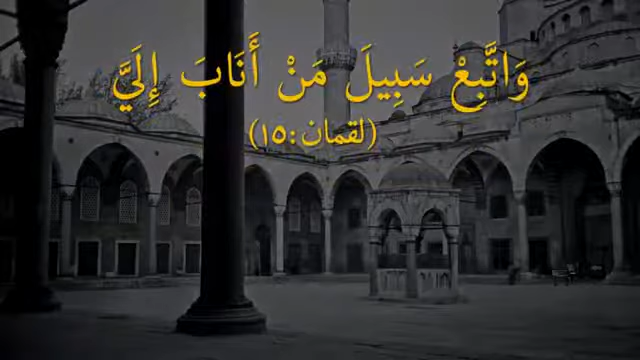 وَاتَّبِعْ سَبِيلَ مَنْ أَنَابَ إِلَيَّ
(لقمان:١٥)